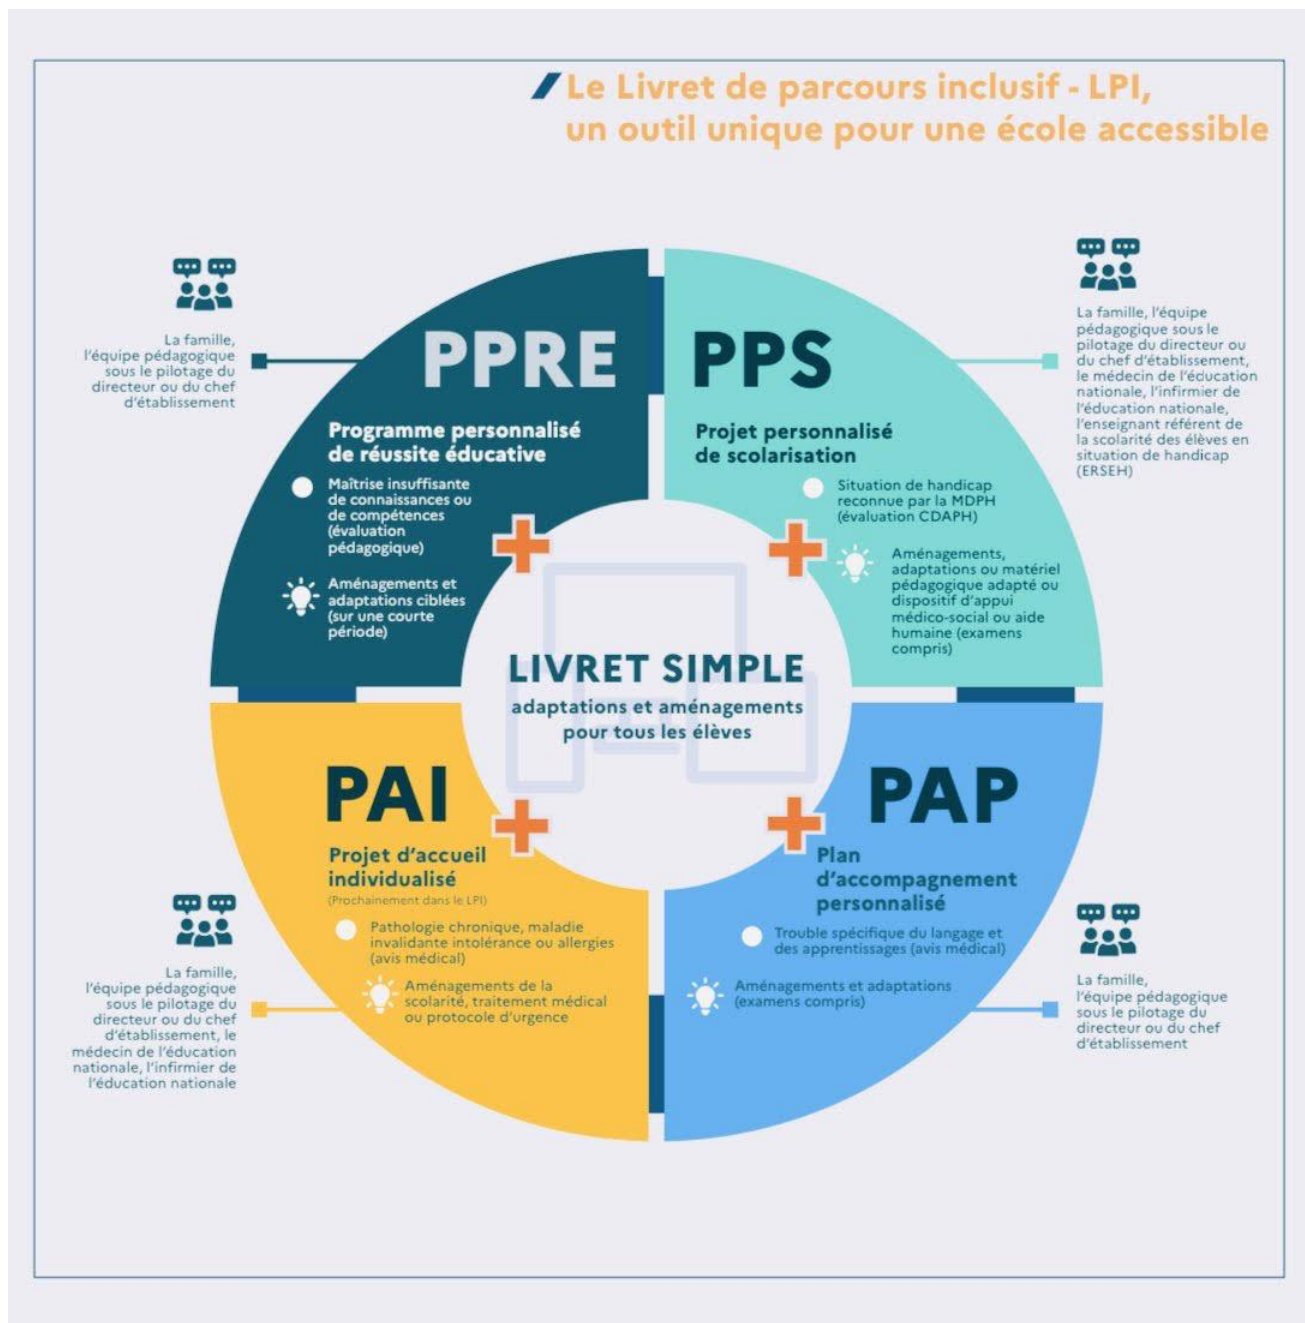 Le Livret de parcours inclusif - LPI,
un outil unique pour une école accessible
La famille,
l'équipe pédagogique
sous le pilotage du
directeur ou du chef
d'établissement
PPRE
Programme personnalisé
de réussite éducative
Maîtrise insuffisante
de connaissances ou
de compétences
(évaluation
pédagogique)
Aménagements et
adaptations ciblées
(sur une courte
période)
PPS
Projet personnalisé
de scolarisation
Situation de handicap
reconnue par la MDPH
(évaluation CDAPH)
Aménagements,
adaptations ou matériel
pédagogique adapté ou
dispositif d'appui
médico-social ou aide
humaine (examens
compris)
La famille, l'équipe
pédagogique sous le
pilotage du directeur ou
du chef d'établissement,
le médecin de l'éducation
nationale, l'infirmier de
l'éducation nationale,
l'enseignant référent de
la scolarité des élèves en
situation de handicap
(ERSEH)
LIVRET SIMPLE
adaptations et aménagements
pour tous les élèves
PAI
Projet d'accueil
individualisé
(Prochainement dans le LPI)
Pathologie chronique, maladie
invalidante intolérance ou allergies
(avis médical)
Aménagements de la
scolarité, traitement médical
ou protocole d'urgence
La famille,
l'équipe pédagogique
sous le pilotage du
directeur ou du chef
d'établissement, le
médecin de l'éducation
nationale, l'infirmier de
l'éducation nationale
PAP
Plan
d'accompagnement
personnalisé
Trouble spécifique du langage et
des apprentissages (avis médical)
Aménagements et adaptations
(examens compris)
La famille,
l'équipe pédagogique
sous le pilotage du
directeur ou du chef
d'établissement